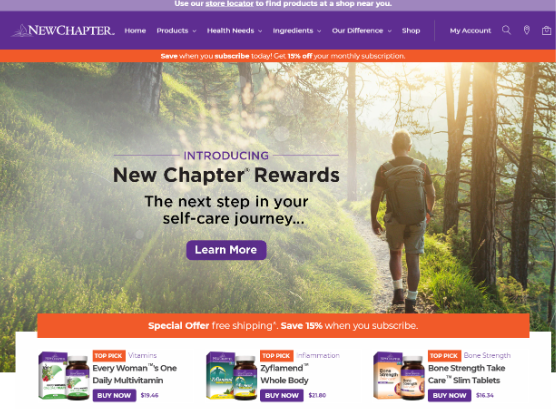 Use our store locator to find products at a shop near you.
NEWCHAPTER. Home Products Health Needs Ingredients Our Difference Shop My Account
Save when you subscribe today! Get 15% off your monthly subscription.
INTRODUCING
New Chapter® Rewards
The next step in your
self-care journey...
Learn More
Special Offer free shipping*. Save 15% when you subscribe.
TOP PICK Vitamins
Every Woman™'s One
Daily Multivitamin
BUY NOW $19.46
TOP PICK Inflammation
Zyflamend™
Whole Body
BUY NOW $21.80
TOP PICK Bone Strength
Bone Strength Take
Care™ Slim Tablets
BUY NOW $16.34